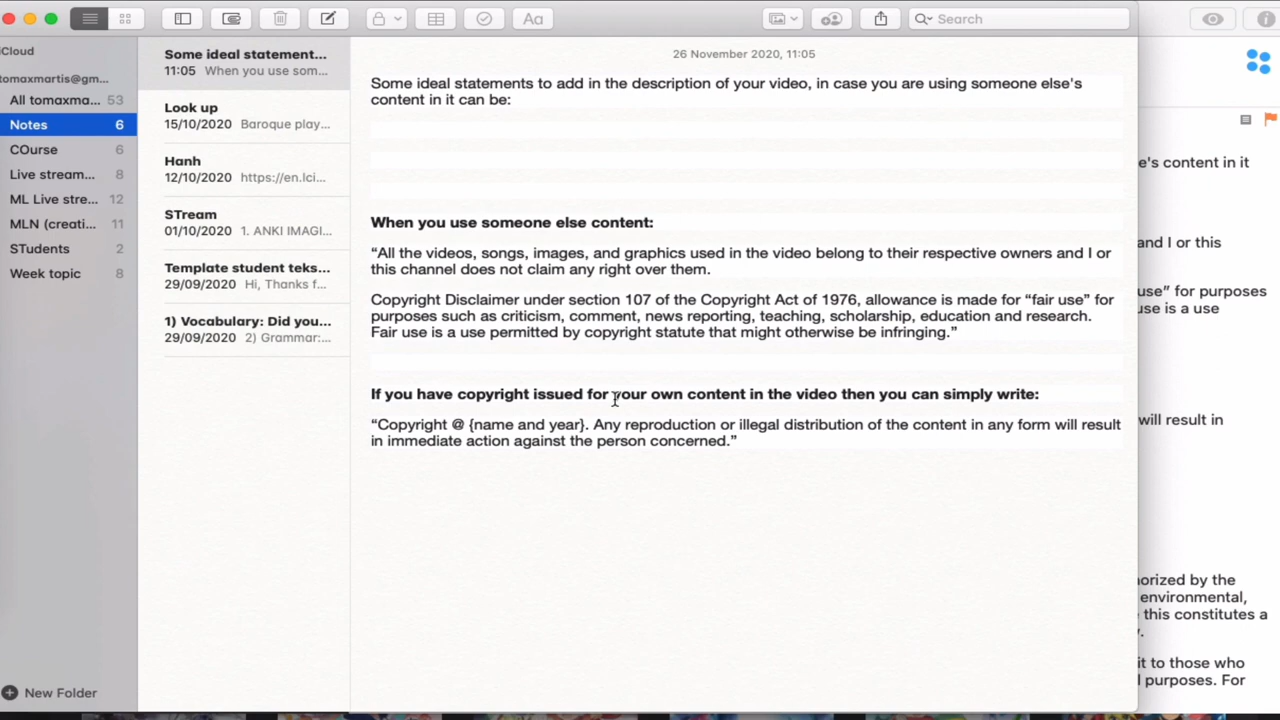 Search
iCloud
tomaxmartis@gm...
All tomaxma... 53
Notes 6
COurse 6
Live stream... 8
ML Live stre... 12
MLN (creati... 11
STudents 2
Week topic 8
New Folder
Some ideal statement...
11:05 When you use som...
Look up
15/10/2020 Baroque play...
Hanh
12/10/2020 https://en.lci...
STream
01/10/2020 1. ANKI IMAGI...
Template student teks...
29/09/2020 Hi, Thanks f...
1) Vocabulary: Did you...
29/09/2020 2) Grammar:...
26 November 2020, 11:05
Some ideal statements to add in the description of your video, in case you are using someone else's
content in it can be:
When you use someone else content:
“All the videos, songs, images, and graphics used in the video belong to their respective owners and I or
this channel does not claim any right over them.
Copyright Disclaimer under section 107 of the Copyright Act of 1976, allowance is made for “fair use” for
purposes such as criticism, comment, news reporting, teaching, scholarship, education and research.
Fair use is a use permitted by copyright statute that might otherwise be infringing.”
If you have copyright issued for your own content in the video then you can simply write:
“Copyright @ {name and year}. Any reproduction or illegal distribution of the content in any form will result
in immediate action against the person concerned.”
Aa
e's content in it
and I or this
use” for purposes
use is a use
will result in
orized by the
environmental,
this constitutes a
it to those who
purposes. For